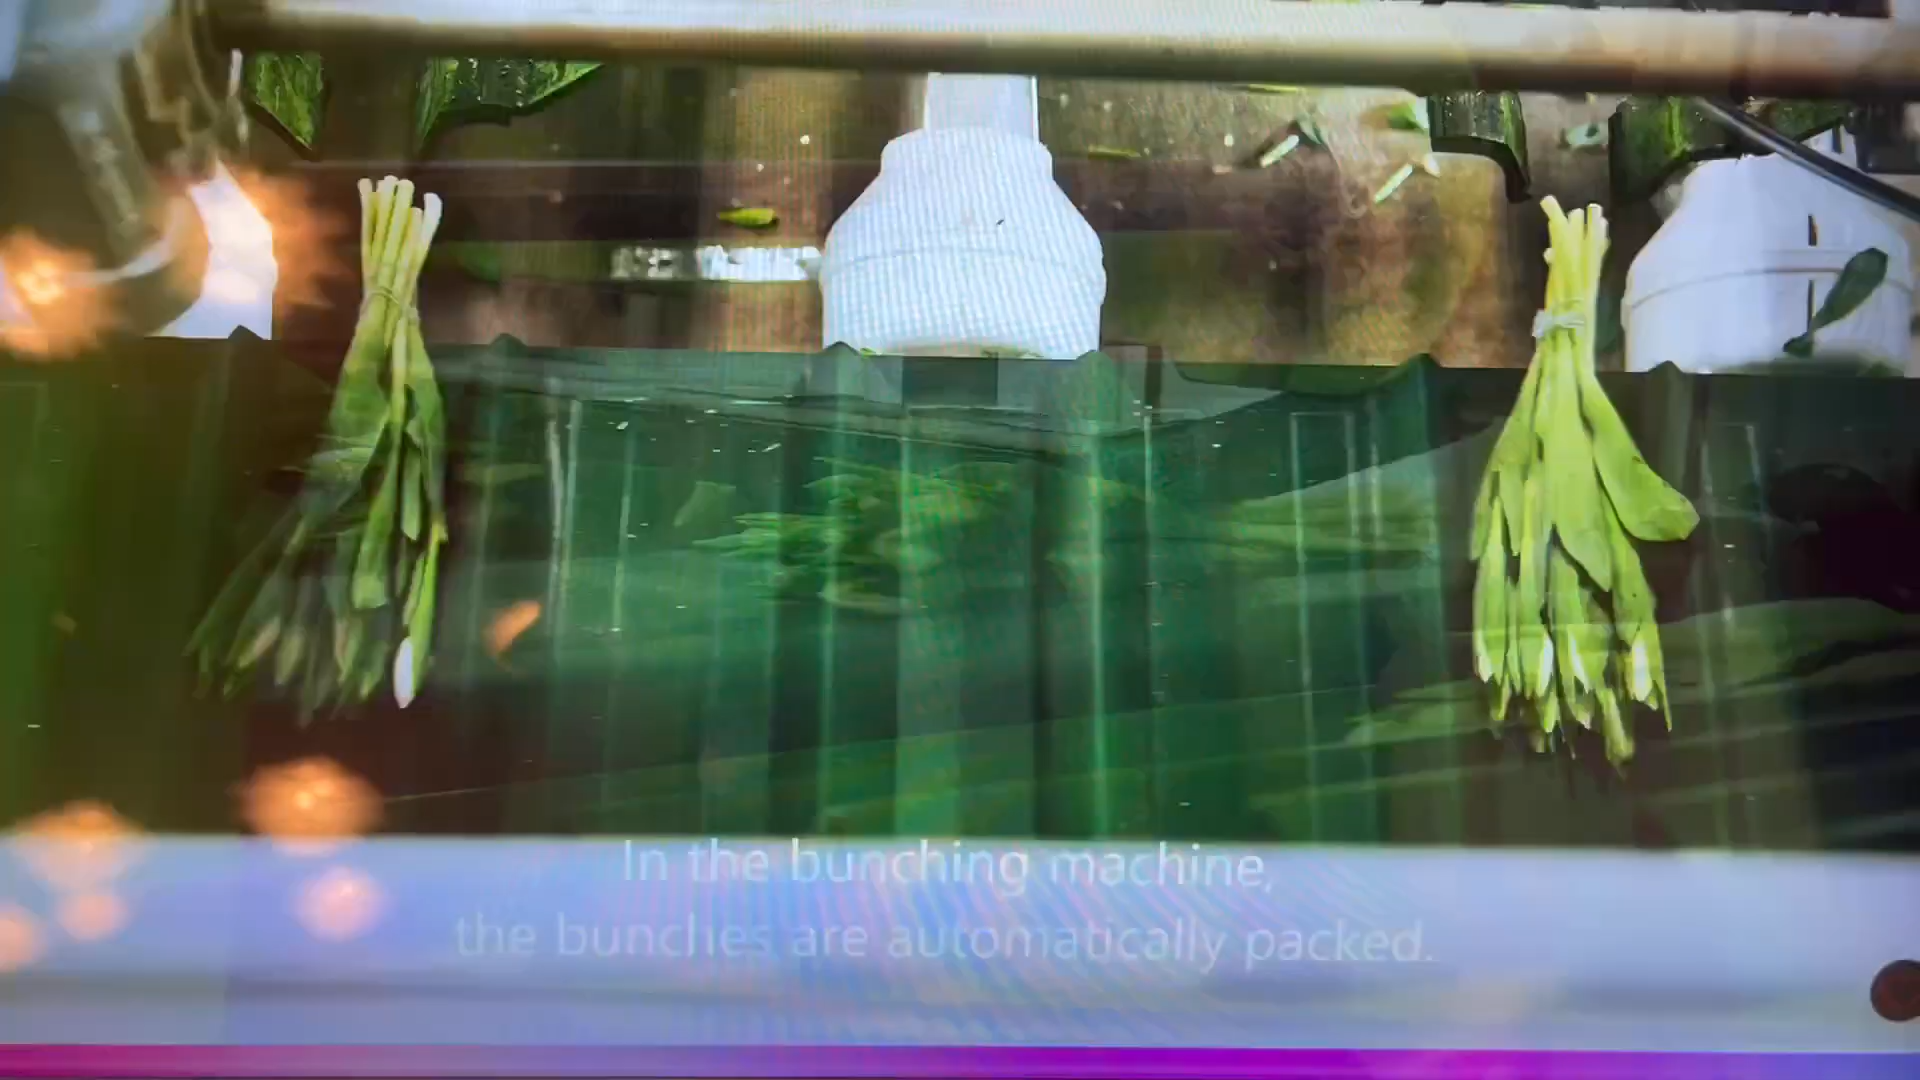 In the bunching machine,
the bunches are automatically packed.